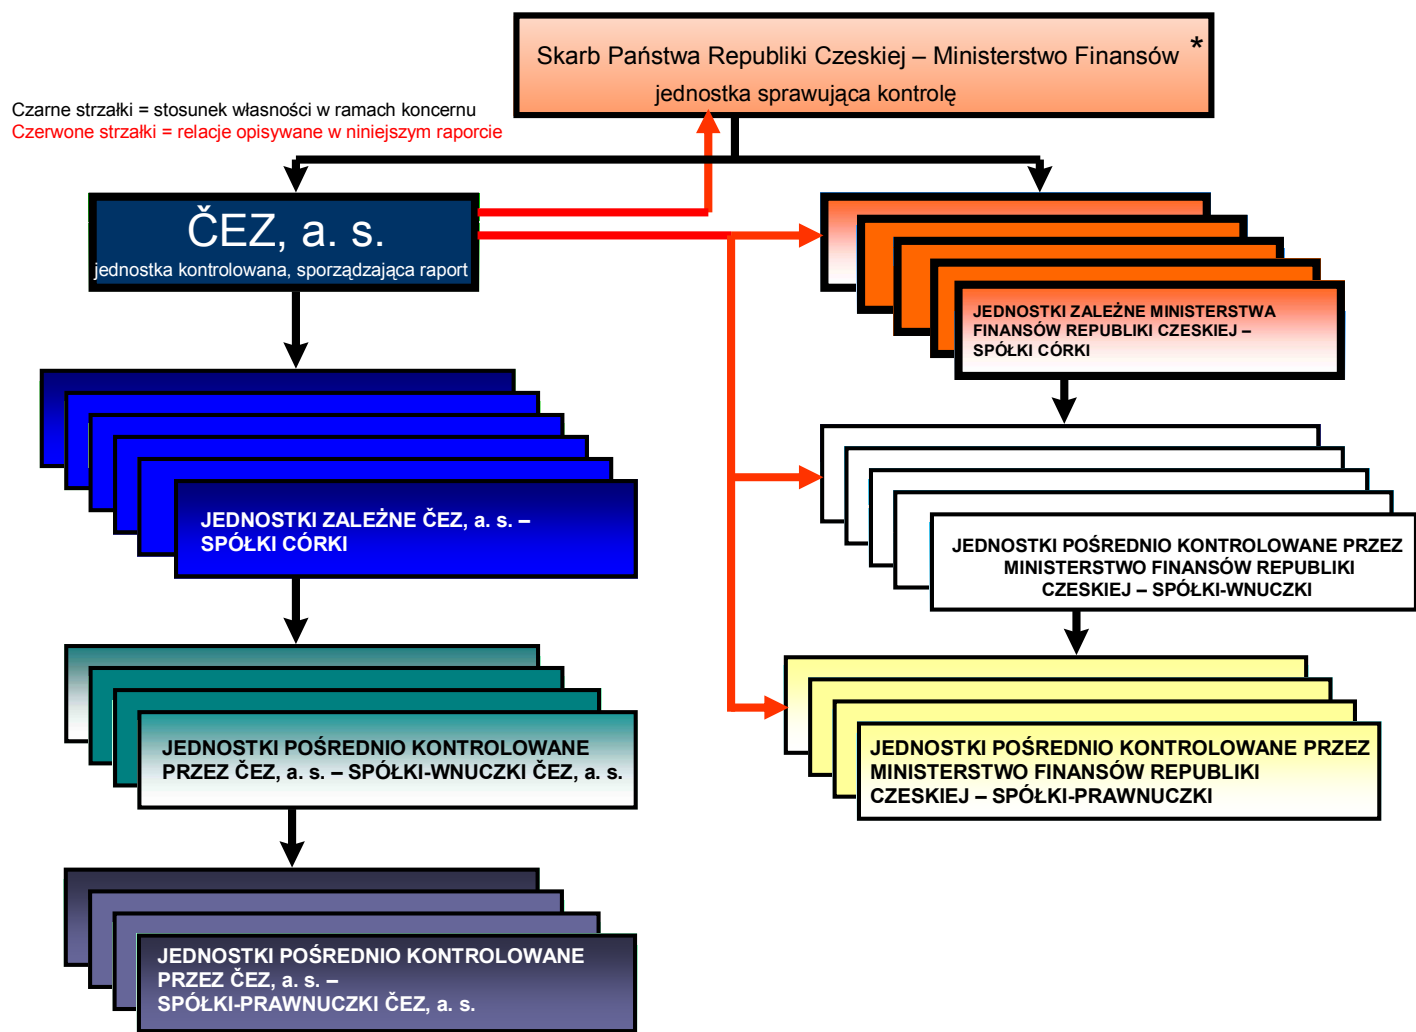 Skarb Państwa Republiki Czeskiej – Ministerstwo Finansów *
jednostka sprawująca kontrolę
Czarne strzałki = stosunek własności w ramach koncernu
Czerwone strzałki = relacje opisywane w niniejszym raporcie
ČEZ, a. s.
jednostka kontrolowana, sporządzająca raport
JEDNOSTKI ZALEŻNE MINISTERSTWA
FINANSÓW REPUBLIKI CZESKIEJ –
SPÓŁKI CÓRKI
JEDNOSTKI ZALEŻNE ČEZ, a. s. –
SPÓŁKI CÓRKI
JEDNOSTKI POŚREDNIO KONTROLOWANE PRZEZ
MINISTERSTWO FINANSÓW REPUBLIKI
CZESKIEJ – SPÓŁKI-WNUCZKI
JEDNOSTKI POŚREDNIO KONTROLOWANE
PRZEZ ČEZ, a. s. – SPÓŁKI-WNUCZKI ČEZ, a. s.
JEDNOSTKI POŚREDNIO KONTROLOWANE PRZEZ
MINISTERSTWO FINANSÓW REPUBLIKI
CZESKIEJ – SPÓŁKI-PRAWNUCZKI
JEDNOSTKI POŚREDNIO KONTROLOWANE
PRZEZ ČEZ, a. s. –
SPÓŁKI-PRAWNUCZKI ČEZ, a. s.